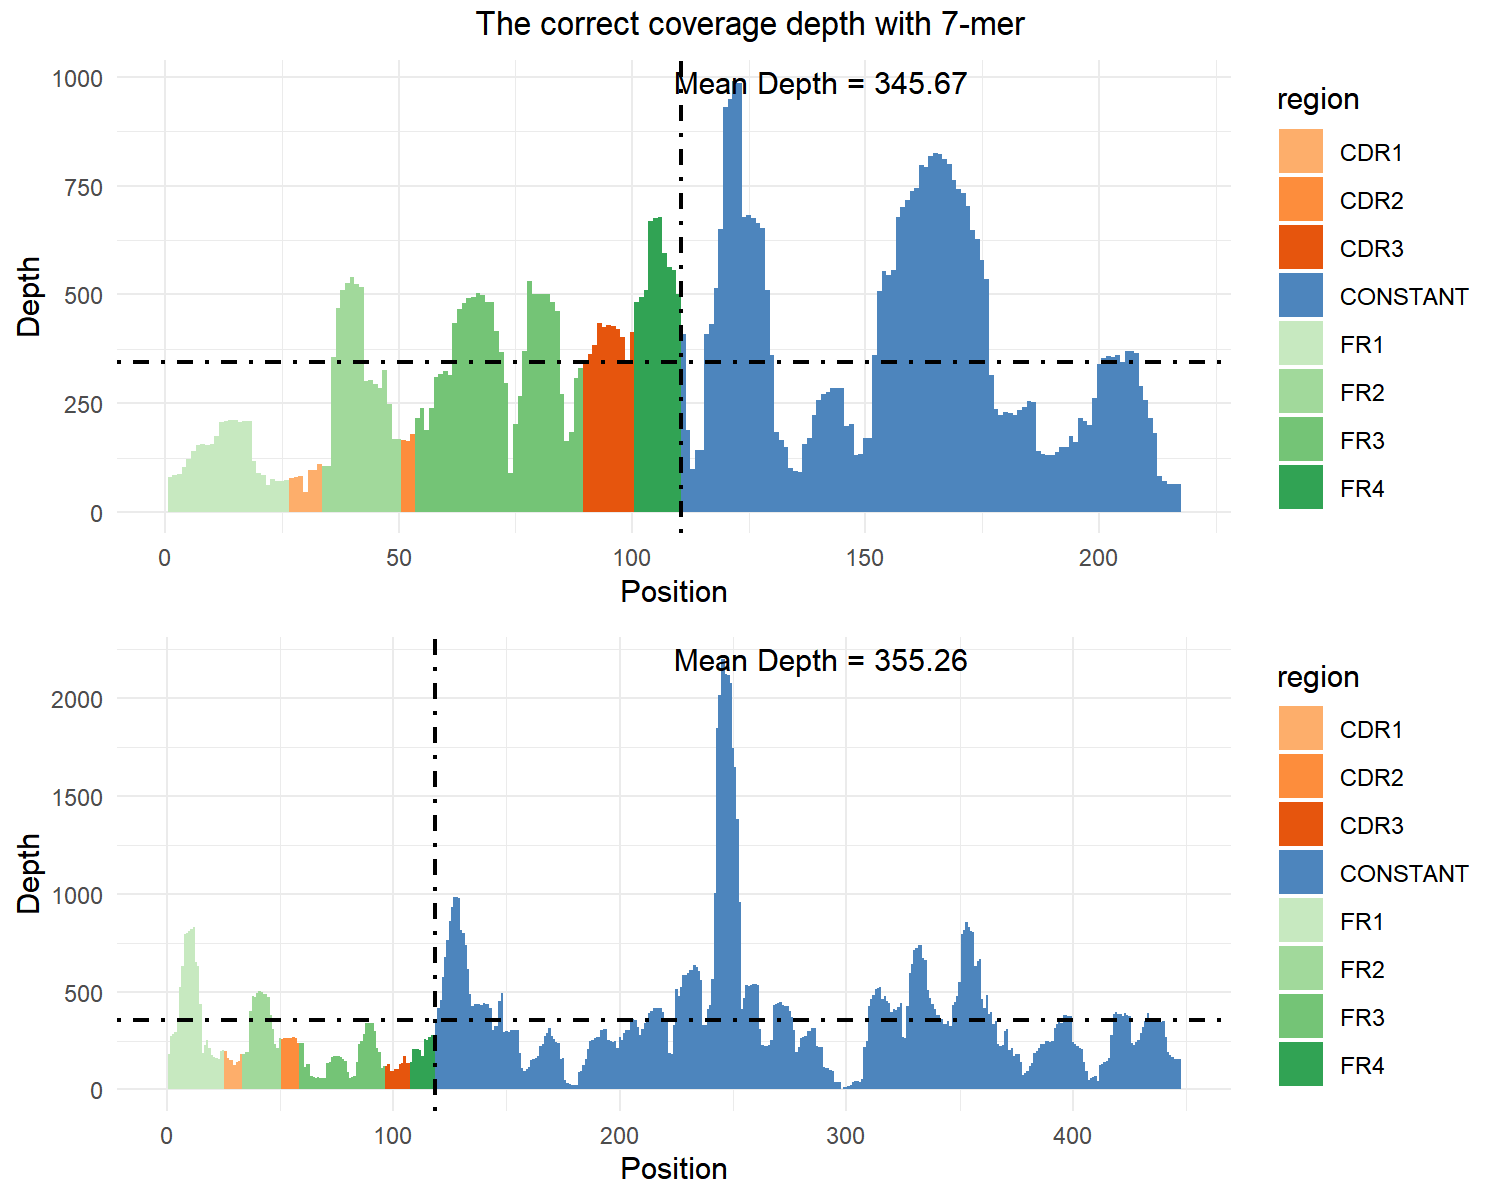 The correct coverage depth with 7-mer
Mean Depth = 345.67
1000
750
500
250
0
Depth
0 50 100 150 200
Position
region
CDR1
CDR2
CDR3
CONSTANT
FR1
FR2
FR3
FR4
Mean Depth = 355.26
2000
1500
1000
500
0
Depth
0 100 200 300 400
Position
region
CDR1
CDR2
CDR3
CONSTANT
FR1
FR2
FR3
FR4